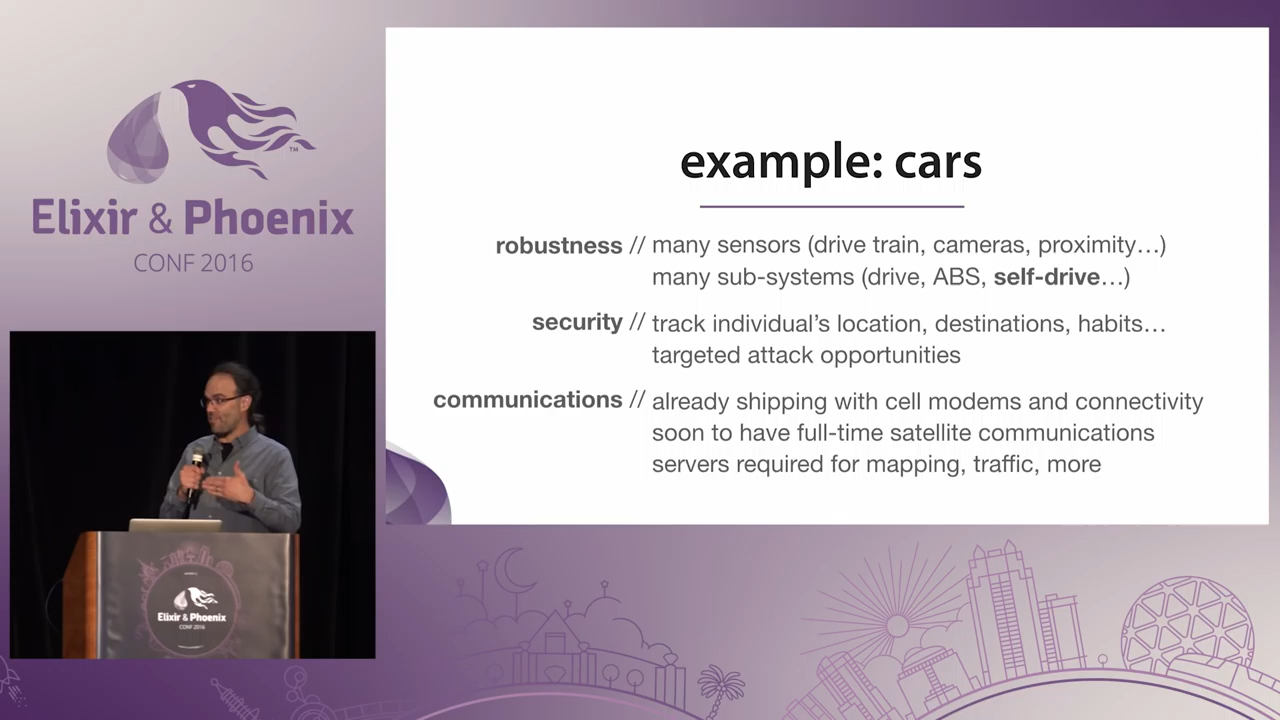 Elixir & Phoenix
TM
CONF 2016
example: cars
robustness // many sensors (drive train, cameras, proximity…)
many sub-systems (drive, ABS, self-drive…)
security // track individual’s location, destinations, habits…
targeted attack opportunities
communications // already shipping with cell modems and connectivity
soon to have full-time satellite communications
servers required for mapping, traffic, more
Elixir & Phoenix
CONF 2016